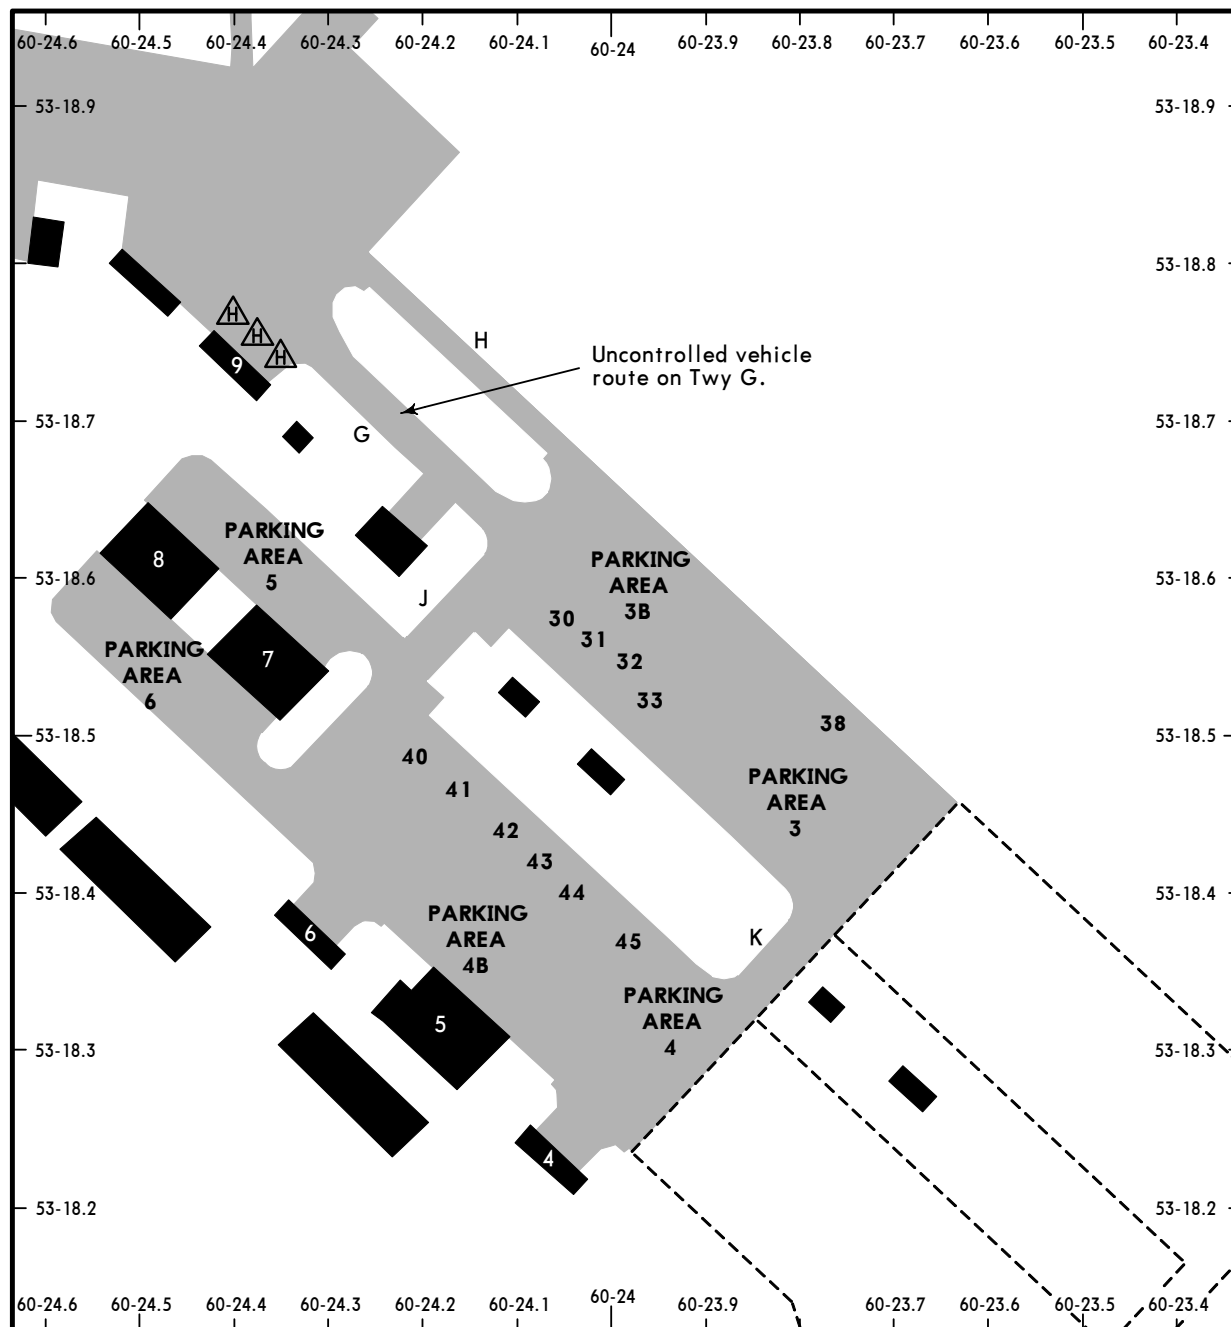 60-24.6 60-24.5 60-24.4 60-24.3 60-24.2 60-24.1 60-24 60-23.9 60-23.8 60-23.7 60-23.6 60-23.5 60-23.4
53-18.9 53-18.9
53-18.8 53-18.8
H
H
H
H
9
Uncontrolled vehicle
route on Twy G.
53-18.7 53-18.7
G
PARKING
AREA
5
8
PARKING
AREA
3B
53-18.6 53-18.6
J
30
31
32
33
PARKING
AREA
6
7
38
53-18.5 53-18.5
40
41
42
43
44
45
PARKING
AREA
3
53-18.4 53-18.4
6
PARKING
AREA
4B
K
5
PARKING
AREA
4
53-18.3 53-18.3
4
53-18.2 53-18.2
60-24.6 60-24.5 60-24.4 60-24.3 60-24.2 60-24.1 60-24 60-23.9 60-23.8 60-23.7 60-23.6 60-23.5 60-23.4